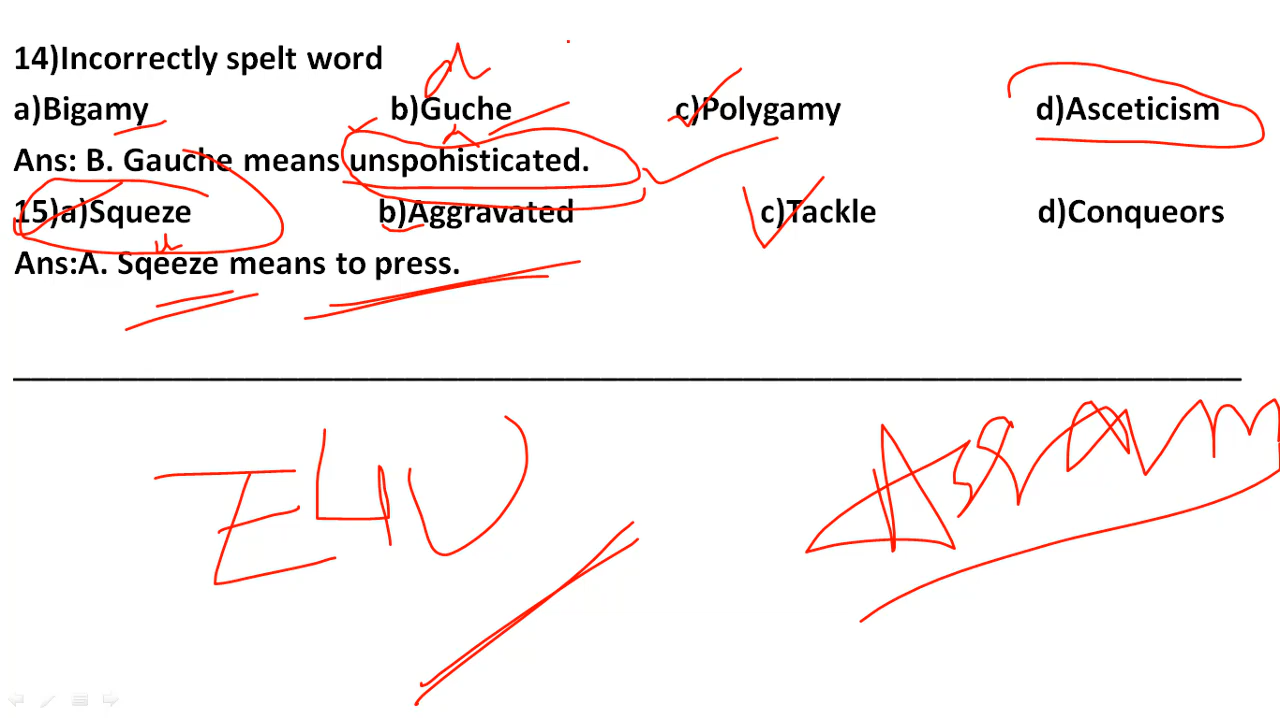 14)Incorrectly spelt word
a)Bigamy b)Guche c)Polygamy d)Asceticism
Ans: B. Gauche means unspohisticated.
15)a)Squeze b)Aggravated c)Tackle d)Conqueors
Ans:A. Sqeeze means to press.
E4U